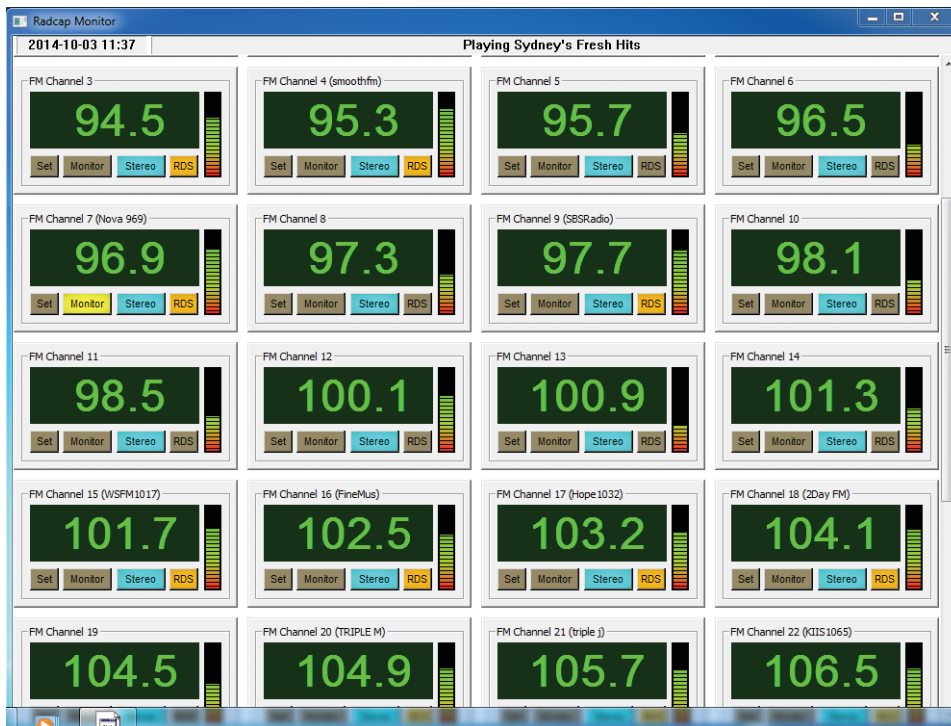 Radcap Monitor
2014-10-03 11:37 Playing Sydney's Fresh Hits
FM Channel 3 FM Channel 4 (smoothfm) FM Channel 5 FM Channel 6
94.5 95.3 95.7 96.5
Set Monitor Stereo RDS Set Monitor Stereo RDS Set Monitor Stereo RDS Set Monitor Stereo RDS
FM Channel 7 (Nova 969) FM Channel 8 FM Channel 9 (SBSRadio) FM Channel 10
96.9 97.3 97.7 98.1
Set Monitor Stereo RDS Set Monitor Stereo RDS Set Monitor Stereo RDS Set Monitor Stereo RDS
FM Channel 11 FM Channel 12 FM Channel 13 FM Channel 14
98.5 100.1 100.9 101.3
Set Monitor Stereo RDS Set Monitor Stereo RDS Set Monitor Stereo RDS Set Monitor Stereo RDS
FM Channel 15 (WSFM1017) FM Channel 16 (FineMus) FM Channel 17 (Hope1032) FM Channel 18 (2Day FM)
101.7 102.5 103.2 104.1
Set Monitor Stereo RDS Set Monitor Stereo RDS Set Monitor Stereo RDS Set Monitor Stereo RDS
FM Channel 19 FM Channel 20 (TRIPLE M) FM Channel 21 (triple j) FM Channel 22 (KIIS1065)
104.5 104.9 105.7 106.5